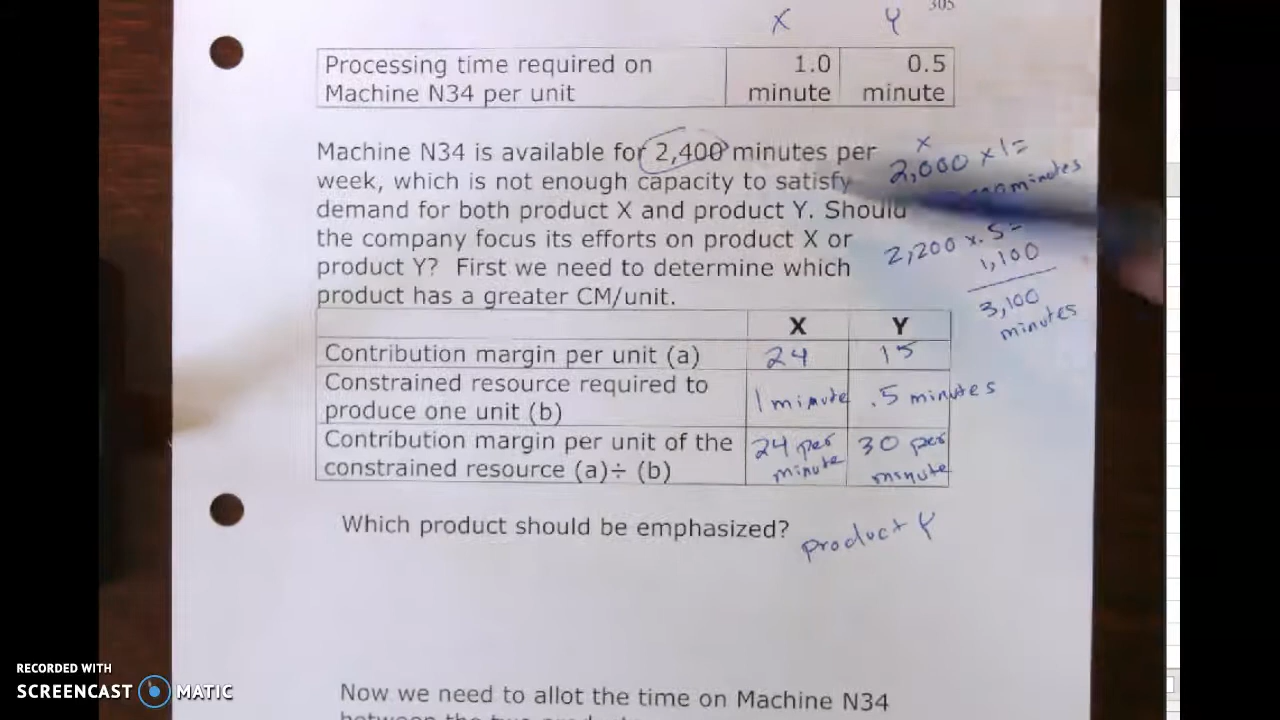 305
X Y
Processing time required on 1.0 0.5
Machine N34 per unit minute minute
Machine N34 is available for 2,400 minutes per
week, which is not enough capacity to satisfy
demand for both product X and product Y. Should
the company focus its efforts on product X or
product Y? First we need to determine which
product has a greater CM/unit.
x
2,000 x 1 =
minutes
2,200 x .5 =
1,100
3,100
minutes
X Y
Contribution margin per unit (a) 24 15
Constrained resource required to
produce one unit (b) 1 minute .5 minutes
Contribution margin per unit of the 24 per 30 per
constrained resource (a)÷ (b) minute minute
Which product should be emphasized? product Y
Now we need to allot the time on Machine N34
RECORDED WITH
SCREENCAST MATIC